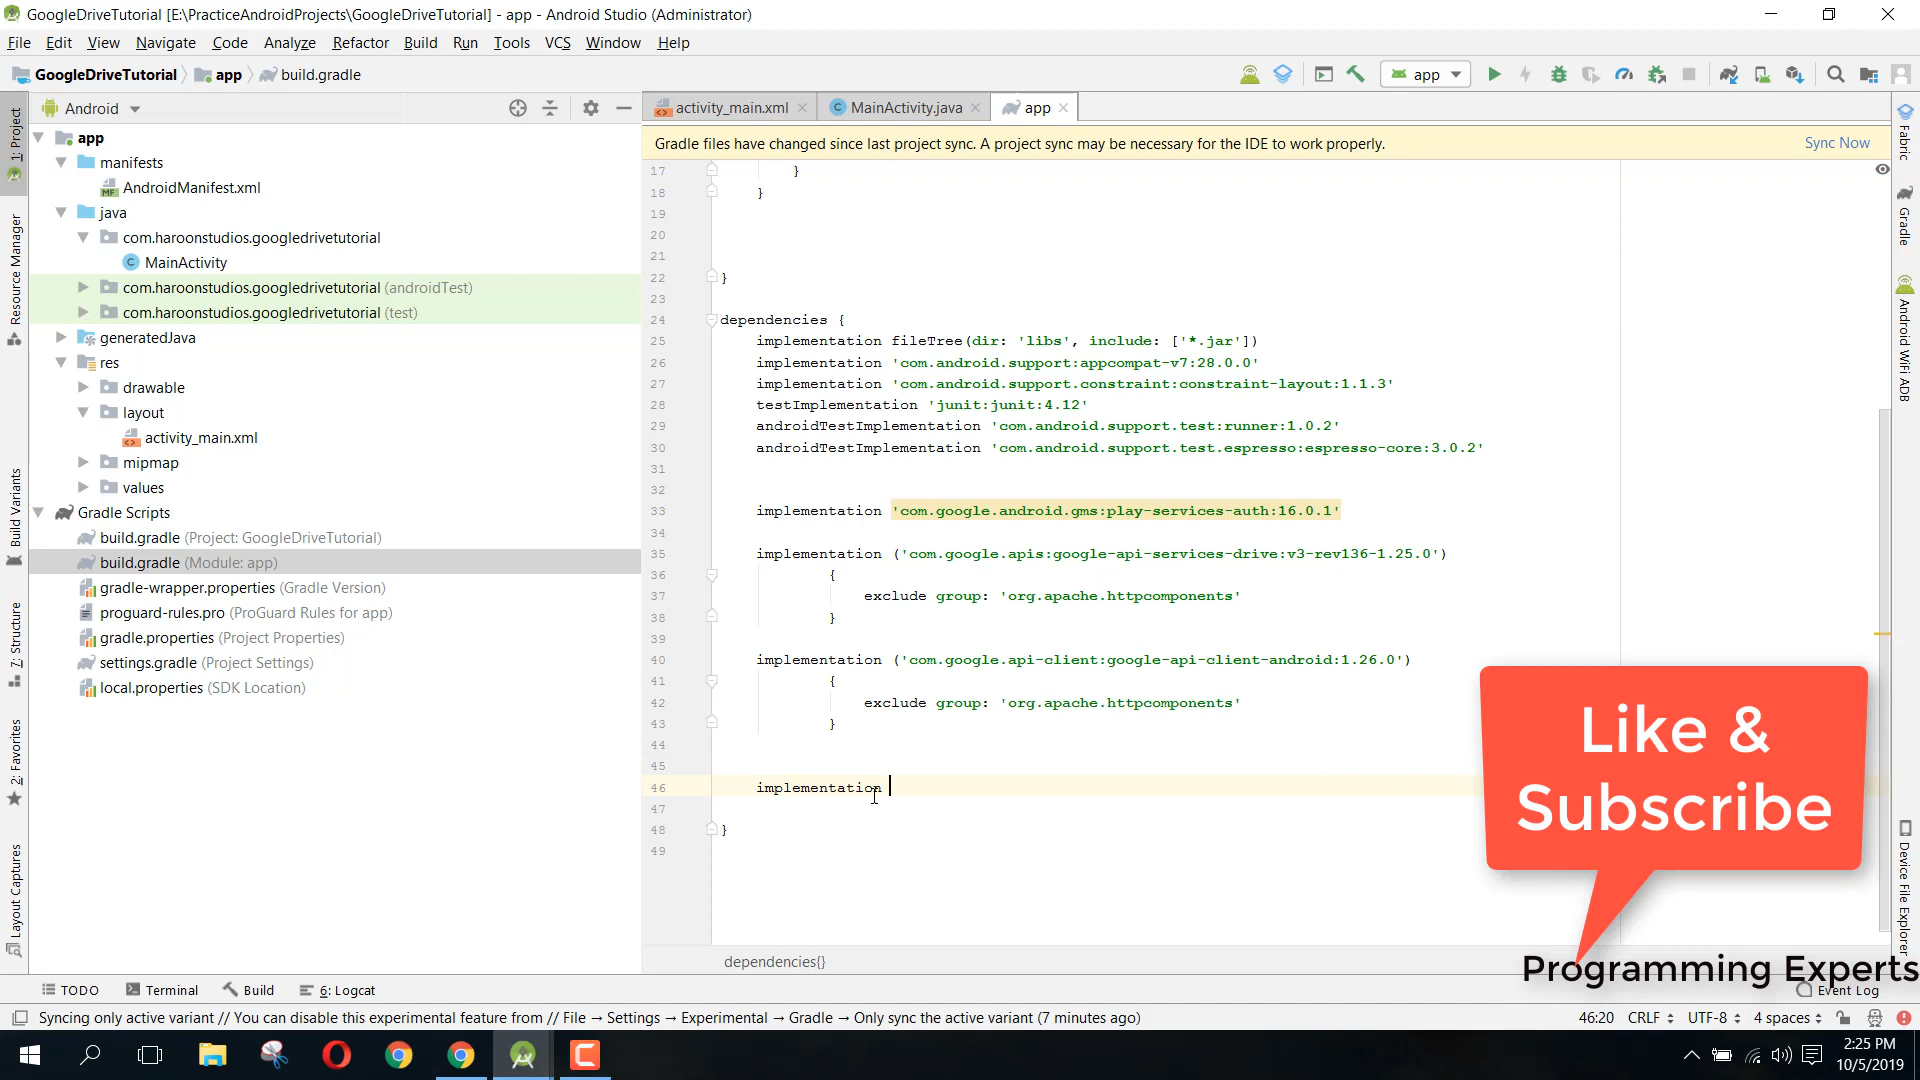 GoogleDriveTutorial [E:\PracticeAndroidProjects\GoogleDriveTutorial] - app - Android Studio (Administrator)
File Edit View Navigate Code Analyze Refactor Build Run Tools VCS Window Help
GoogleDriveTutorial app build.gradle
app
Android
activity_main.xml MainActivity.java app
Gradle files have changed since last project sync. A project sync may be necessary for the IDE to work properly. Sync Now
1: Project
Resource Manager
Build Variants
7: Structure
2: Favorites
Layout Captures
app
manifests
AndroidManifest.xml
java
com.haroonstudios.googledrivetutorial
MainActivity
com.haroonstudios.googledrivetutorial (androidTest)
com.haroonstudios.googledrivetutorial (test)
generatedJava
res
drawable
layout
activity_main.xml
mipmap
values
Gradle Scripts
build.gradle (Project: GoogleDriveTutorial)
build.gradle (Module: app)
gradle-wrapper.properties (Gradle Version)
proguard-rules.pro (ProGuard Rules for app)
gradle.properties (Project Properties)
settings.gradle (Project Settings)
local.properties (SDK Location)
17 }
18 }
19
20
21
22 }
23
24 dependencies {
25 implementation fileTree(dir: 'libs', include: ['*.jar'])
26 implementation 'com.android.support:appcompat-v7:28.0.0'
27 implementation 'com.android.support.constraint:constraint-layout:1.1.3'
28 testImplementation 'junit:junit:4.12'
29 androidTestImplementation 'com.android.support.test:runner:1.0.2'
30 androidTestImplementation 'com.android.support.test.espresso:espresso-core:3.0.2'
31
32
33 implementation 'com.google.android.gms:play-services-auth:16.0.1'
34
35 implementation ('com.google.apis:google-api-services-drive:v3-rev136-1.25.0')
36 {
37 exclude group: 'org.apache.httpcomponents'
38 }
39
40 implementation ('com.google.api-client:google-api-client-android:1.26.0')
41 {
42 exclude group: 'org.apache.httpcomponents'
43 }
44
45
46 implementation
47
48 }
49
dependencies{}
Fabric
Gradle
Android WiFi ADB
Device File Explorer
Like &
Subscribe
Programming Experts
TODO Terminal Build 6: Logcat Event Log
Syncing only active variant // You can disable this experimental feature from // File → Settings → Experimental → Gradle → Only sync the active variant (7 minutes ago) 46:20 CRLF UTF-8 4 spaces
2:25 PM
10/5/2019